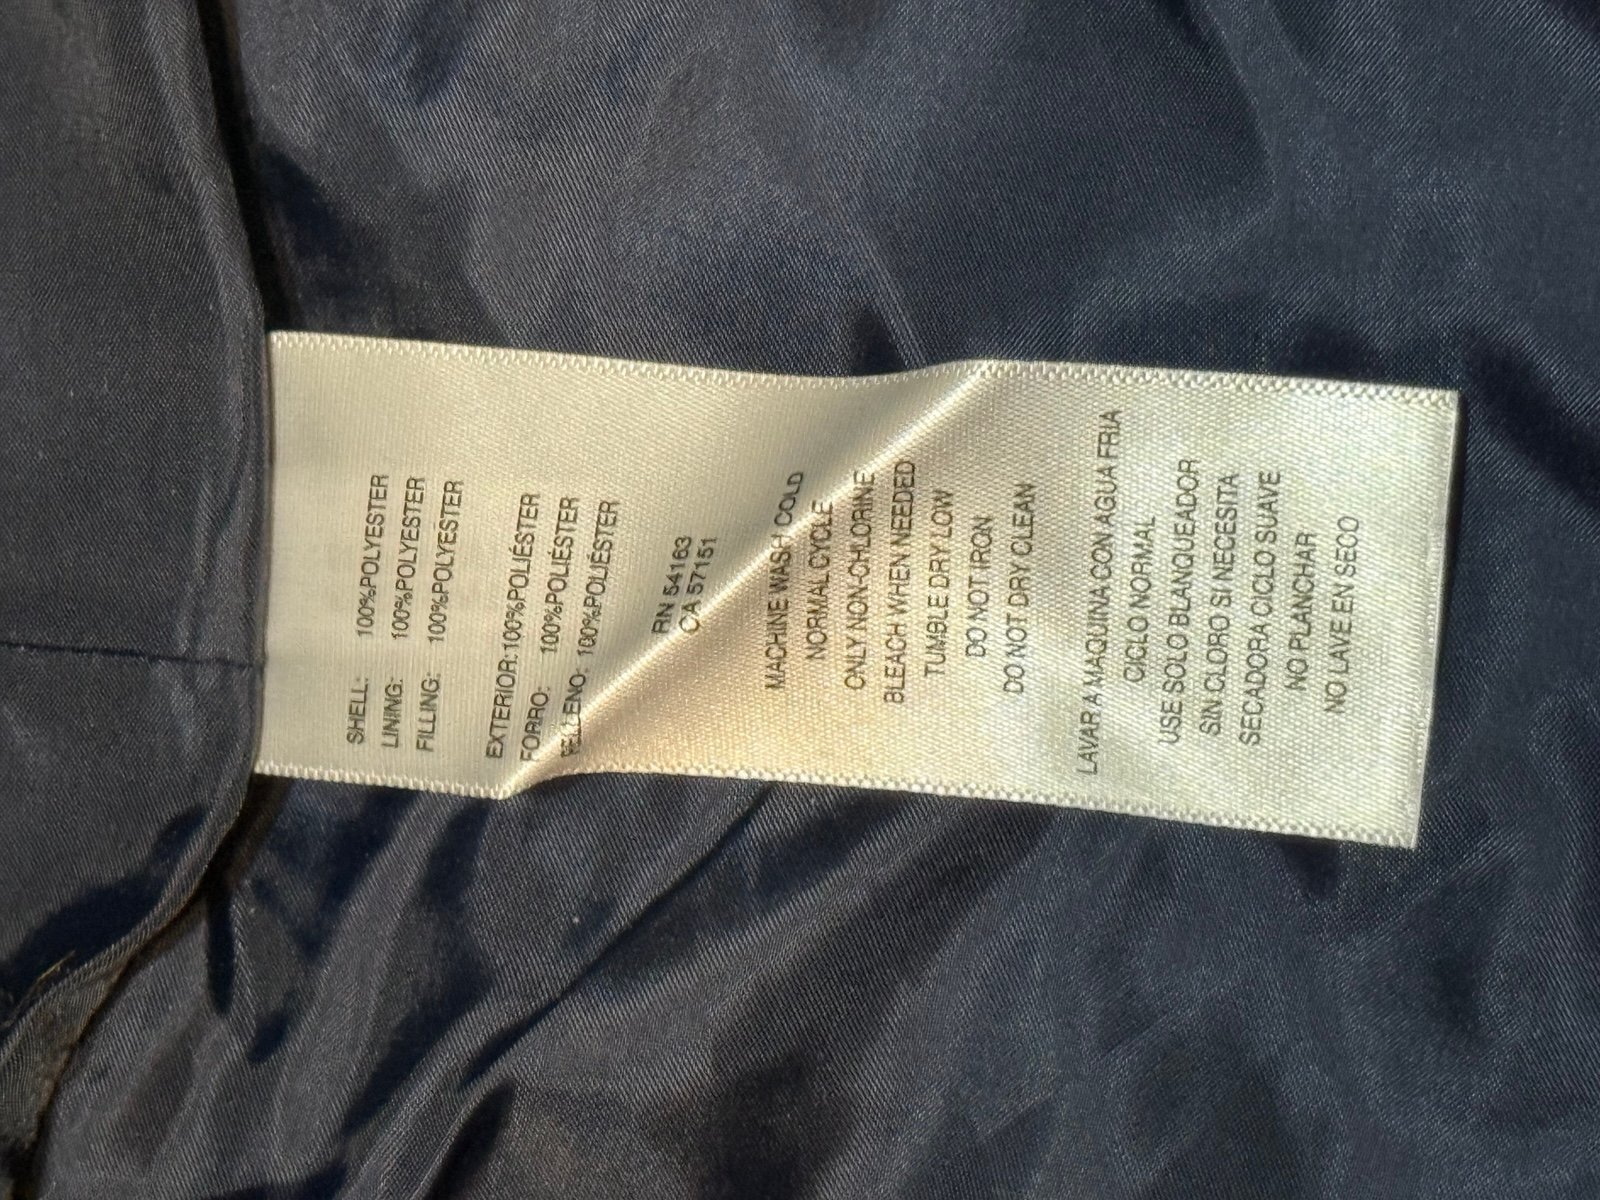 SHELL: 100%POLYESTER
LINING: 100%POLYESTER
FILLING: 100%POLYESTER
EXTERIOR:100%POLIÉSTER
FORRO: 100%POLIÉSTER
RELLENO: 100%POLIÉSTER
RN 54163
CA 57151
MACHINE WASH COLD
NORMAL CYCLE
ONLY NON-CHLORINE
BLEACH WHEN NEEDED
TUMBLE DRY LOW
DO NOT IRON
DO NOT DRY CLEAN
LAVAR A MAQUINA CON AGUA FRIA
CICLO NORMAL
USE SOLO BLANQUEADOR
SIN CLORO SI NECESITA
SECADORA CICLO SUAVE
NO PLANCHAR
NO LAVE EN SECO